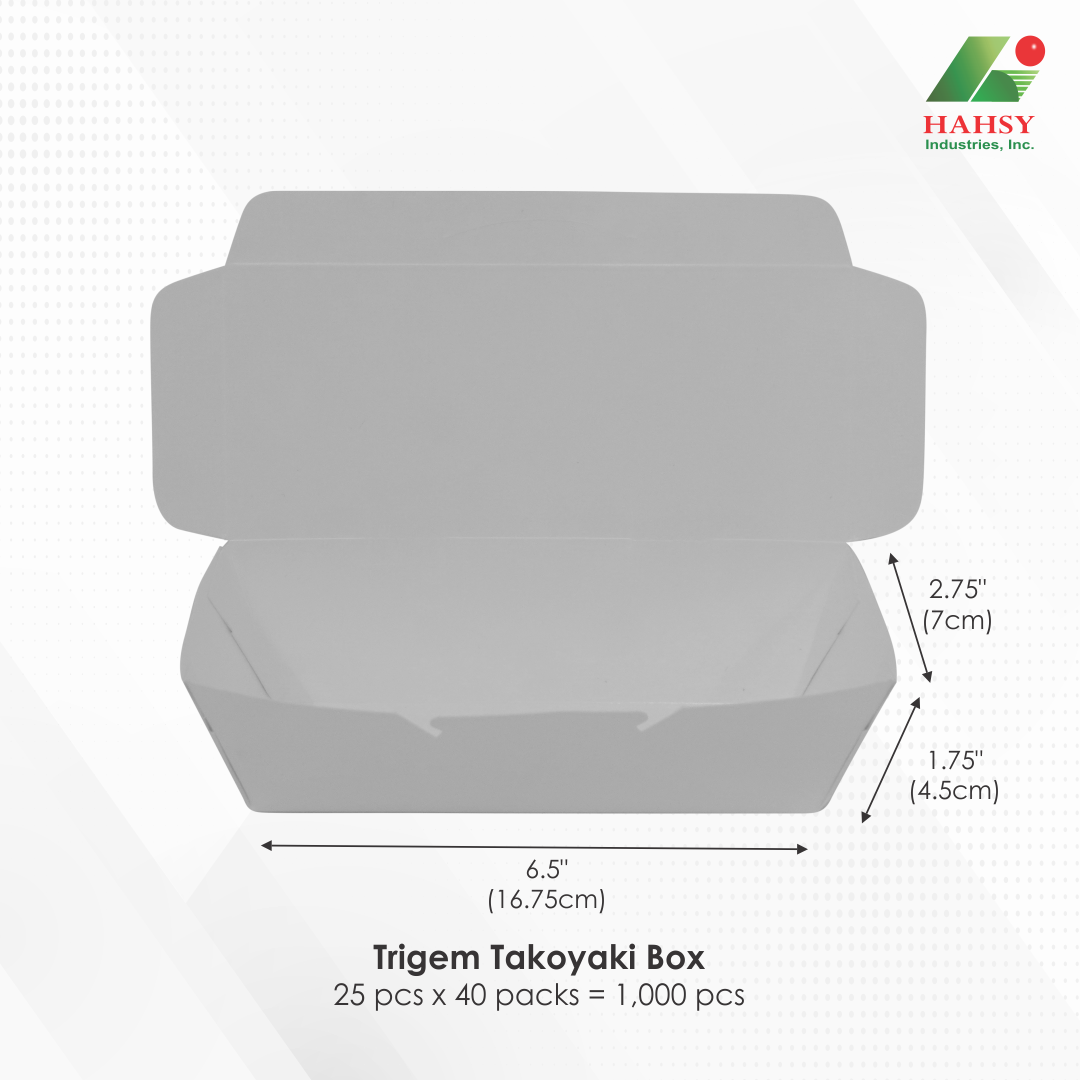 HAHSY
Industries, Inc.
2.75"
(7cm)
1.75"
(4.5cm)
6.5"
(16.75cm)
Trigem Takoyaki Box
25 pcs x 40 packs = 1,000 pcs